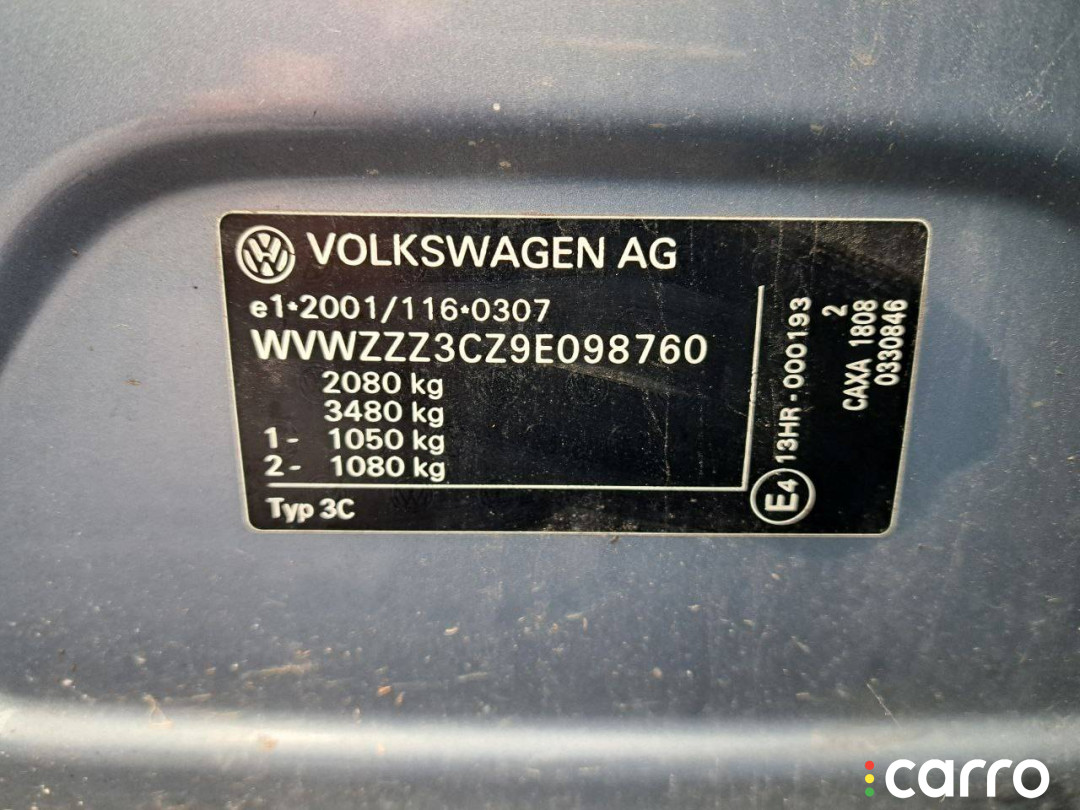 VOLKSWAGEN AG
e1*2001/116*0307
WVWZZZ3CZ9E098760
2080 kg
3480 kg
1- 1050 kg
2- 1080 kg
Typ 3C
E4 13HR-000193
2
CAXA 1808
0330846
carro